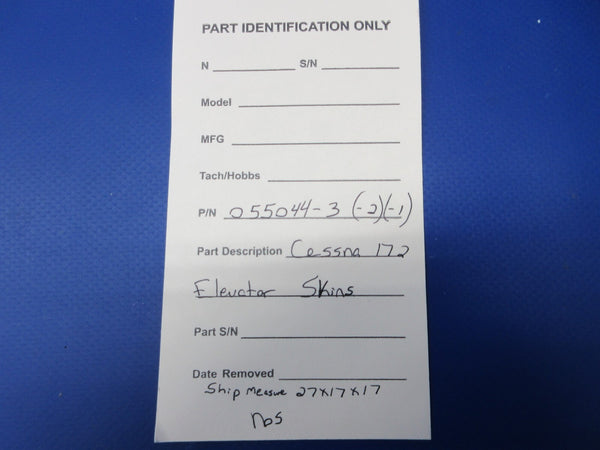 PART IDENTIFICATION ONLY
N S/N
Model
MFG
Tach/Hobbs
P/N 055044-3 (-2)(-1)
Part Description Cessna 172
Elevator Skins
Part S/N
Date Removed
Ship Measure 27x17x17
NOS